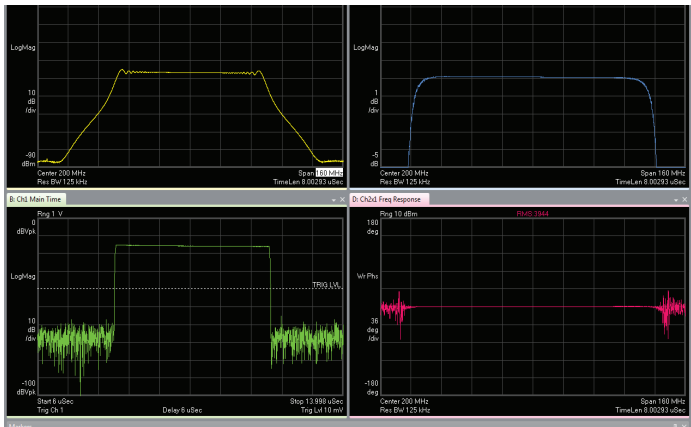 LogMag
10
dB
/div
-90
dBm
Center 200 MHz
Span 160 MHz
Res BW 125 kHz
TimeLen 8.00293 uSec
LogMag
1
dB
/div
-5
dB
Center 200 MHz
Span 160 MHz
Res BW 125 kHz
TimeLen 8.00293 uSec
B: Ch1 Main Time
Rng 1 V
0
dBVpk
LogMag
TRIG LVL
10
dB
/div
-100
dBVpk
Start 6 uSec
Stop 13.998 uSec
Trig Ch 1
Delay 6 uSec
Trig Lvl 10 mV
D: Ch2x1 Freq Response
Rng 10 dBm
RMS 3944
180
deg
Wr Phs
36
deg
/div
-180
deg
Center 200 MHz
Span 160 MHz
Res BW 125 kHz
TimeLen 8.00293 uSec